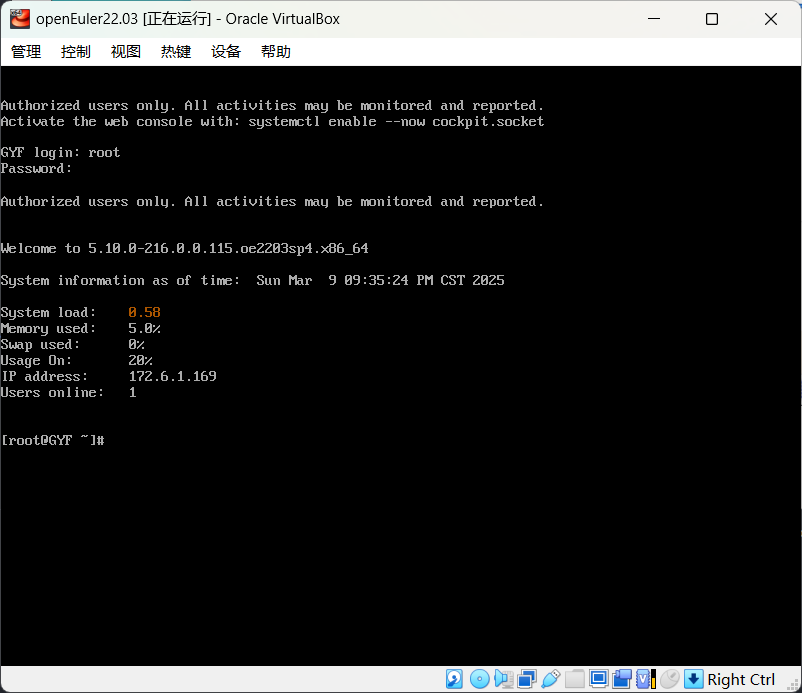 openEuler22.03 [正在运行] - Oracle VirtualBox
管理 控制 视图 热键 设备 帮助
Authorized users only. All activities may be monitored and reported.
Activate the web console with: systemctl enable --now cockpit.socket
GYF login: root
Password:
Authorized users only. All activities may be monitored and reported.
Welcome to 5.10.0-216.0.0.115.oe2203sp4.x86_64
System information as of time:  Sun Mar  9 09:35:24 PM CST 2025
System load:    0.58
Memory used:    5.0%
Swap used:      0%
Usage On:       20%
IP address:     172.6.1.169
Users online:   1
[root@GYF ~]#
Right Ctrl